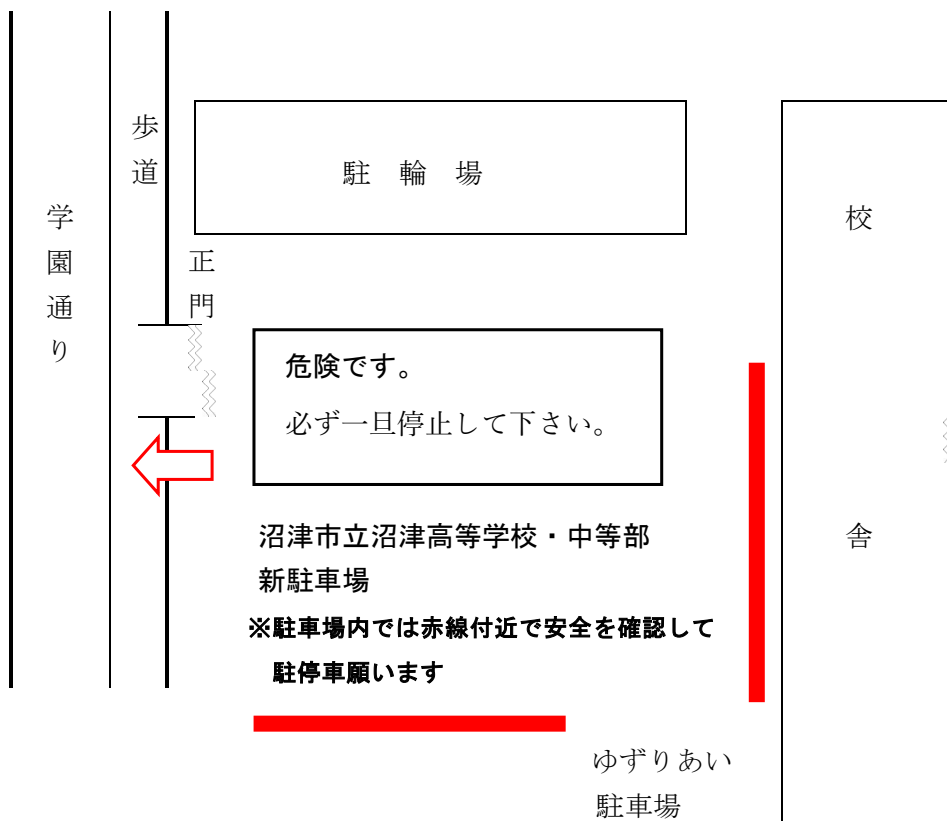 歩道
駐輪場
学園通り
校舎
正門
危険です。
必ず一旦停止して下さい。
沼津市立沼津高等学校・中等部
新駐車場
※駐車場内では赤線付近で安全を確認して
駐停車願います
ゆずりあい
駐車場